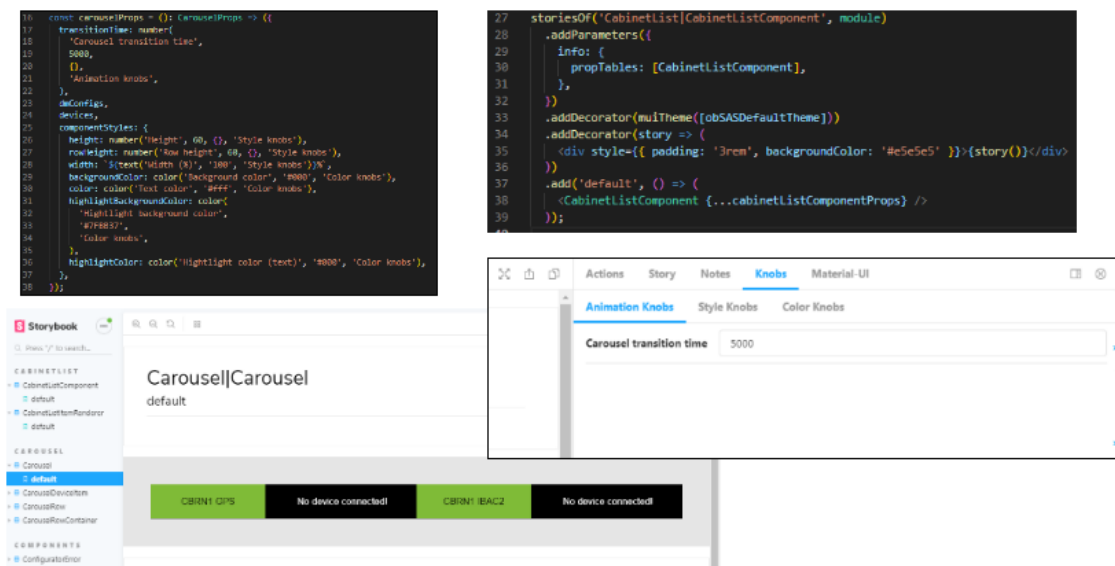 16 const carouselProps = (): CarouselProps => ({
17 transitionTime: number(
18 'Carousel transition time',
19 5000,
20 {},
21 'Animation knobs',
22 ),
23 dmConfigs,
24 devices,
25 componentStyles: {
26 height: number('Height', 60, {}, 'Style knobs'),
27 rowHeight: number('Row height', 60, {}, 'Style knobs'),
28 width: `${text('Width (%)', '100', 'Style knobs')}%`,
29 backgroundColor: color('Background color', '#000', 'Color knobs'),
30 color: color('Text color', '#fff', 'Color knobs'),
31 highlightBackgroundColor: color(
32 'Hightlight background color',
33 '#7FBB37',
34 'Color knobs',
35 ),
36 highlightColor: color('Hightlight color (text)', '#000', 'Color knobs'),
37 },
38 });
27 storiesOf('CabinetList|CabinetListComponent', module)
28 .addParameters({
29 info: {
30 propTables: [CabinetListComponent],
31 },
32 })
33 .addDecorator(muiTheme([obSASDefaultTheme]))
34 .addDecorator(story => (
35 <div style={{ padding: '3rem', backgroundColor: '#e5e5e5' }}>{story()}</div>
36 ))
37 .add('default', () => (
38 <CabinetListComponent {...cabinetListComponentProps} />
39 ));
Actions Story Notes Knobs Material-UI
Animation Knobs Style Knobs Color Knobs
Carousel transition time 5000
S Storybook
Press "/" to search...
CABINETLIST
CabinetListComponent
default
CabinetListItemRenderer
default
CAROUSEL
Carousel
default
CarouselDeviceItem
CarouselRow
CarouselRowContainer
COMPONENTS
ConfiguratorError
Carousel|Carousel
default
CBRN1 GPS No device connected! CBRN1 IBAC2 No device connected!